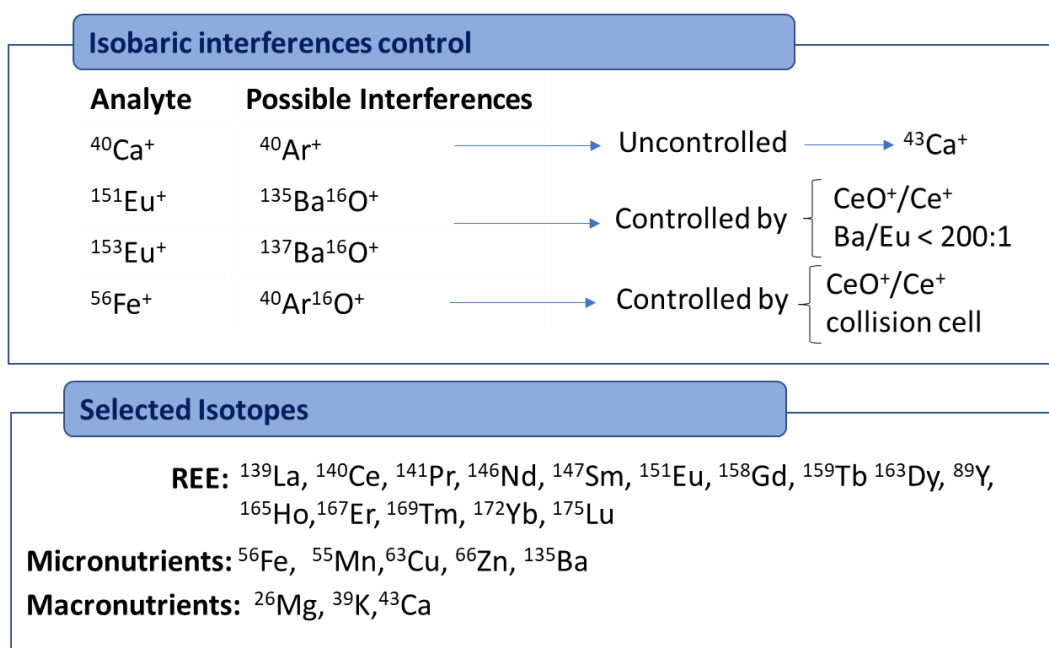 Isobaric interferences control
Analyte Possible Interferences
⁴⁰Ca⁺ ⁴⁰Ar⁺ Uncontrolled ⁴³Ca⁺
¹⁵¹Eu⁺ ¹³⁵Ba¹⁶O⁺
¹⁵³Eu⁺ ¹³⁷Ba¹⁶O⁺
Controlled by
CeO⁺/Ce⁺
Ba/Eu < 200:1
⁵⁶Fe⁺ ⁴⁰Ar¹⁶O⁺ Controlled by
CeO⁺/Ce⁺
collision cell
Selected Isotopes
REE: ¹³⁹La, ¹⁴⁰Ce, ¹⁴¹Pr, ¹⁴⁶Nd, ¹⁴⁷Sm, ¹⁵¹Eu, ¹⁵⁸Gd, ¹⁵⁹Tb ¹⁶³Dy, ⁸⁹Y,
¹⁶⁵Ho,¹⁶⁷Er, ¹⁶⁹Tm, ¹⁷²Yb, ¹⁷⁵Lu
Micronutrients: ⁵⁶Fe, ⁵⁵Mn,⁶³Cu, ⁶⁶Zn, ¹³⁵Ba
Macronutrients: ²⁶Mg, ³⁹K,⁴³Ca